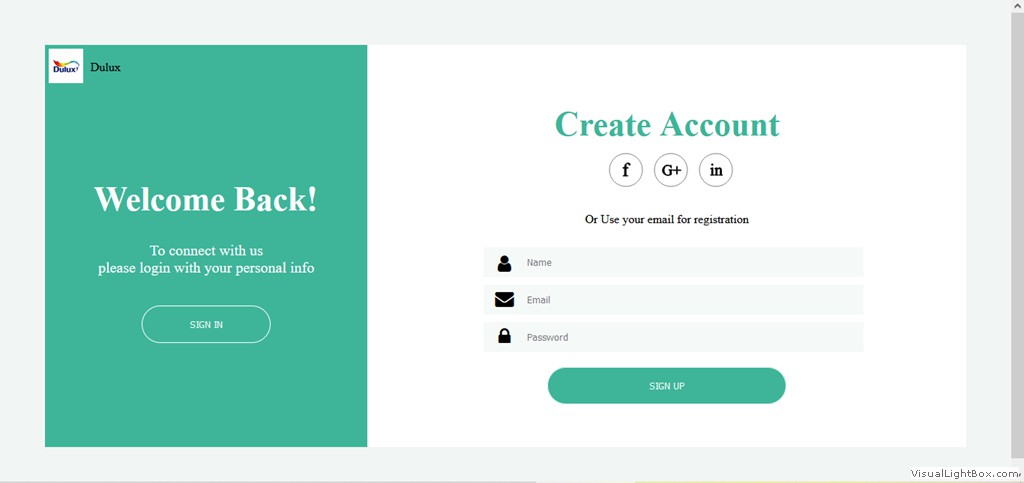 Dulux
Dulux
Welcome Back!
To connect with us
please login with your personal info
SIGN IN
Create Account
f G+ in
Or Use your email for registration
Name
Email
Password
SIGN UP
VisualLightBox.com